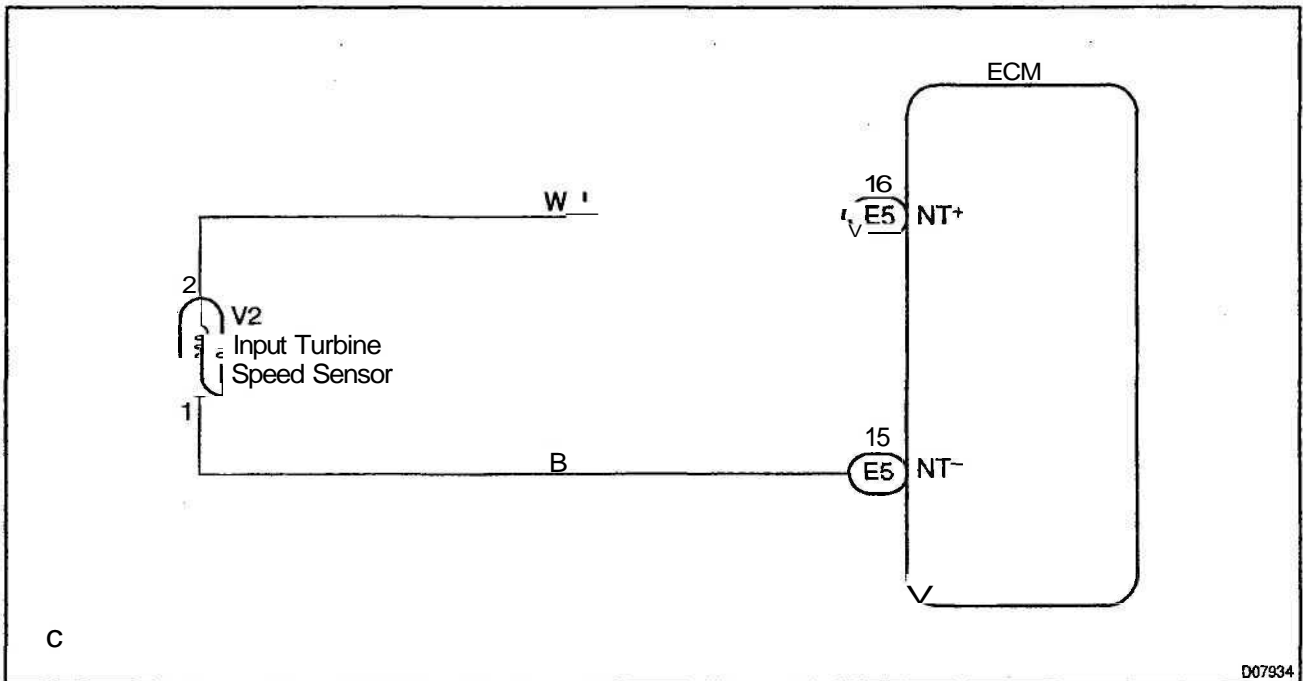 ECM
16
W
E5 NT+
2
V2
Input Turbine
Speed Sensor
1
15
B
E5 NT−
C
D07934